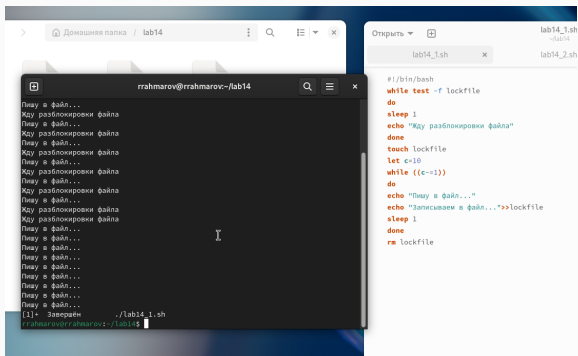 Домашняя папка / lab14
rrahmarov@rrahmarov:~/lab14
Пишу в файл...
Жду разблокировки файла
Пишу в файл...
Жду разблокировки файла
Пишу в файл...
Жду разблокировки файла
Пишу в файл...
Жду разблокировки файла
Пишу в файл...
Жду разблокировки файла
Пишу в файл...
Жду разблокировки файла
Жду разблокировки файла
Пишу в файл...
Пишу в файл...
Пишу в файл...
Пишу в файл...
Пишу в файл...
Пишу в файл...
Пишу в файл...
Пишу в файл...
Пишу в файл...
[1]+ Завершён ./lab14_1.sh
rrahmarov@rrahmarov:~/lab14$
Открыть
lab14_1.sh
~/lab14
lab14_1.sh
lab14_2.sh
#!/bin/bash
while test -f lockfile
do
sleep 1
echo "Жду разблокировки файла"
done
touch lockfile
let c=10
while ((c-=1))
do
echo "Пишу в файл..."
echo "Записываем в файл...">>lockfile
sleep 1
done
rm lockfile